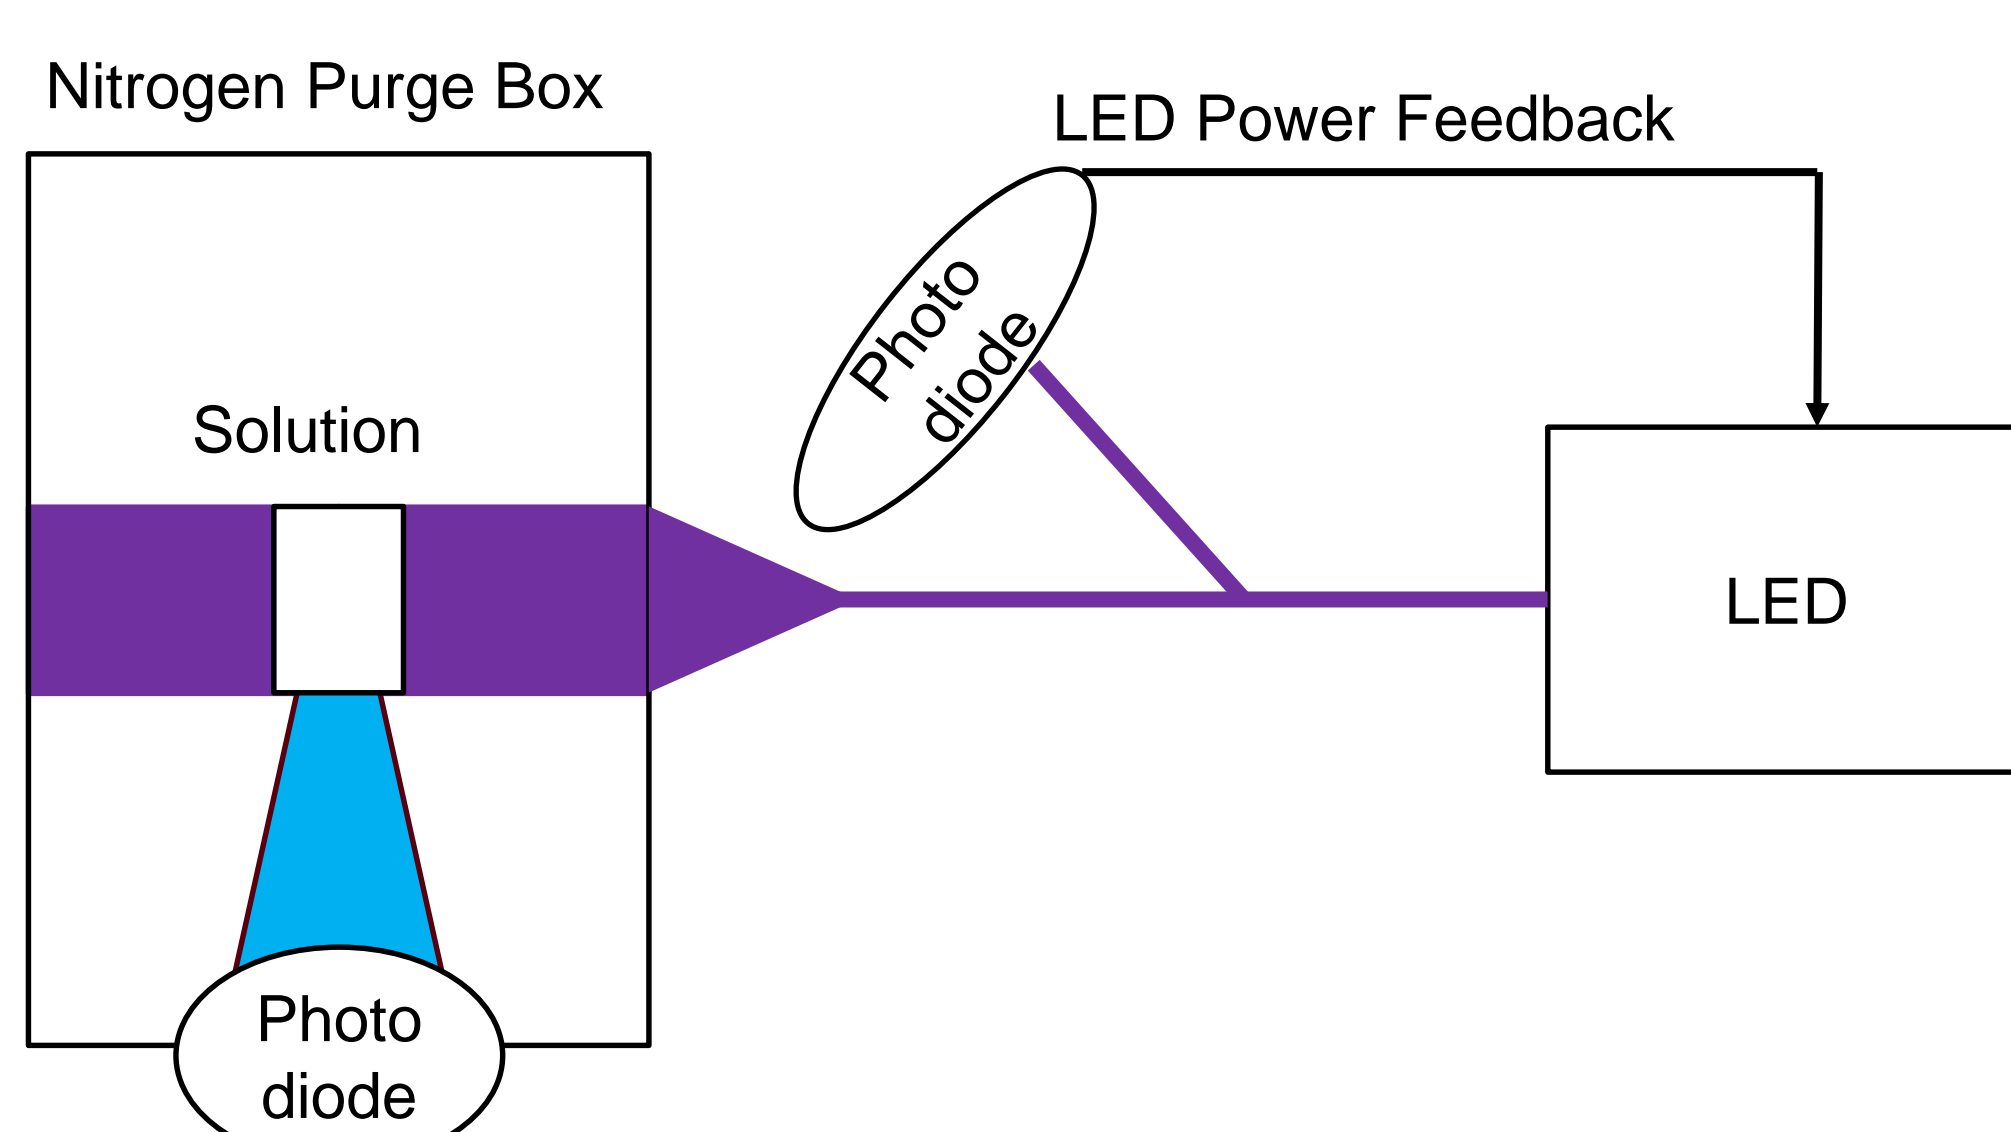 Nitrogen Purge Box
LED Power Feedback
Photo
diode
Solution
LED
Photo
diode